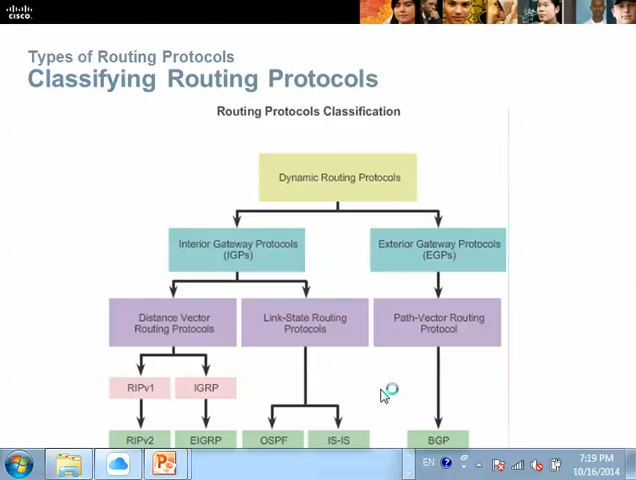 CISCO.
Types of Routing Protocols
Classifying Routing Protocols
Routing Protocols Classification
Dynamic Routing Protocols
Interior Gateway Protocols
(IGPs)
Exterior Gateway Protocols
(EGPs)
Distance Vector
Routing Protocols
Link-State Routing
Protocols
Path-Vector Routing
Protocol
RIPv1
IGRP
RIPv2
EIGRP
OSPF
IS-IS
BGP
EN
7:19 PM
10/16/2014